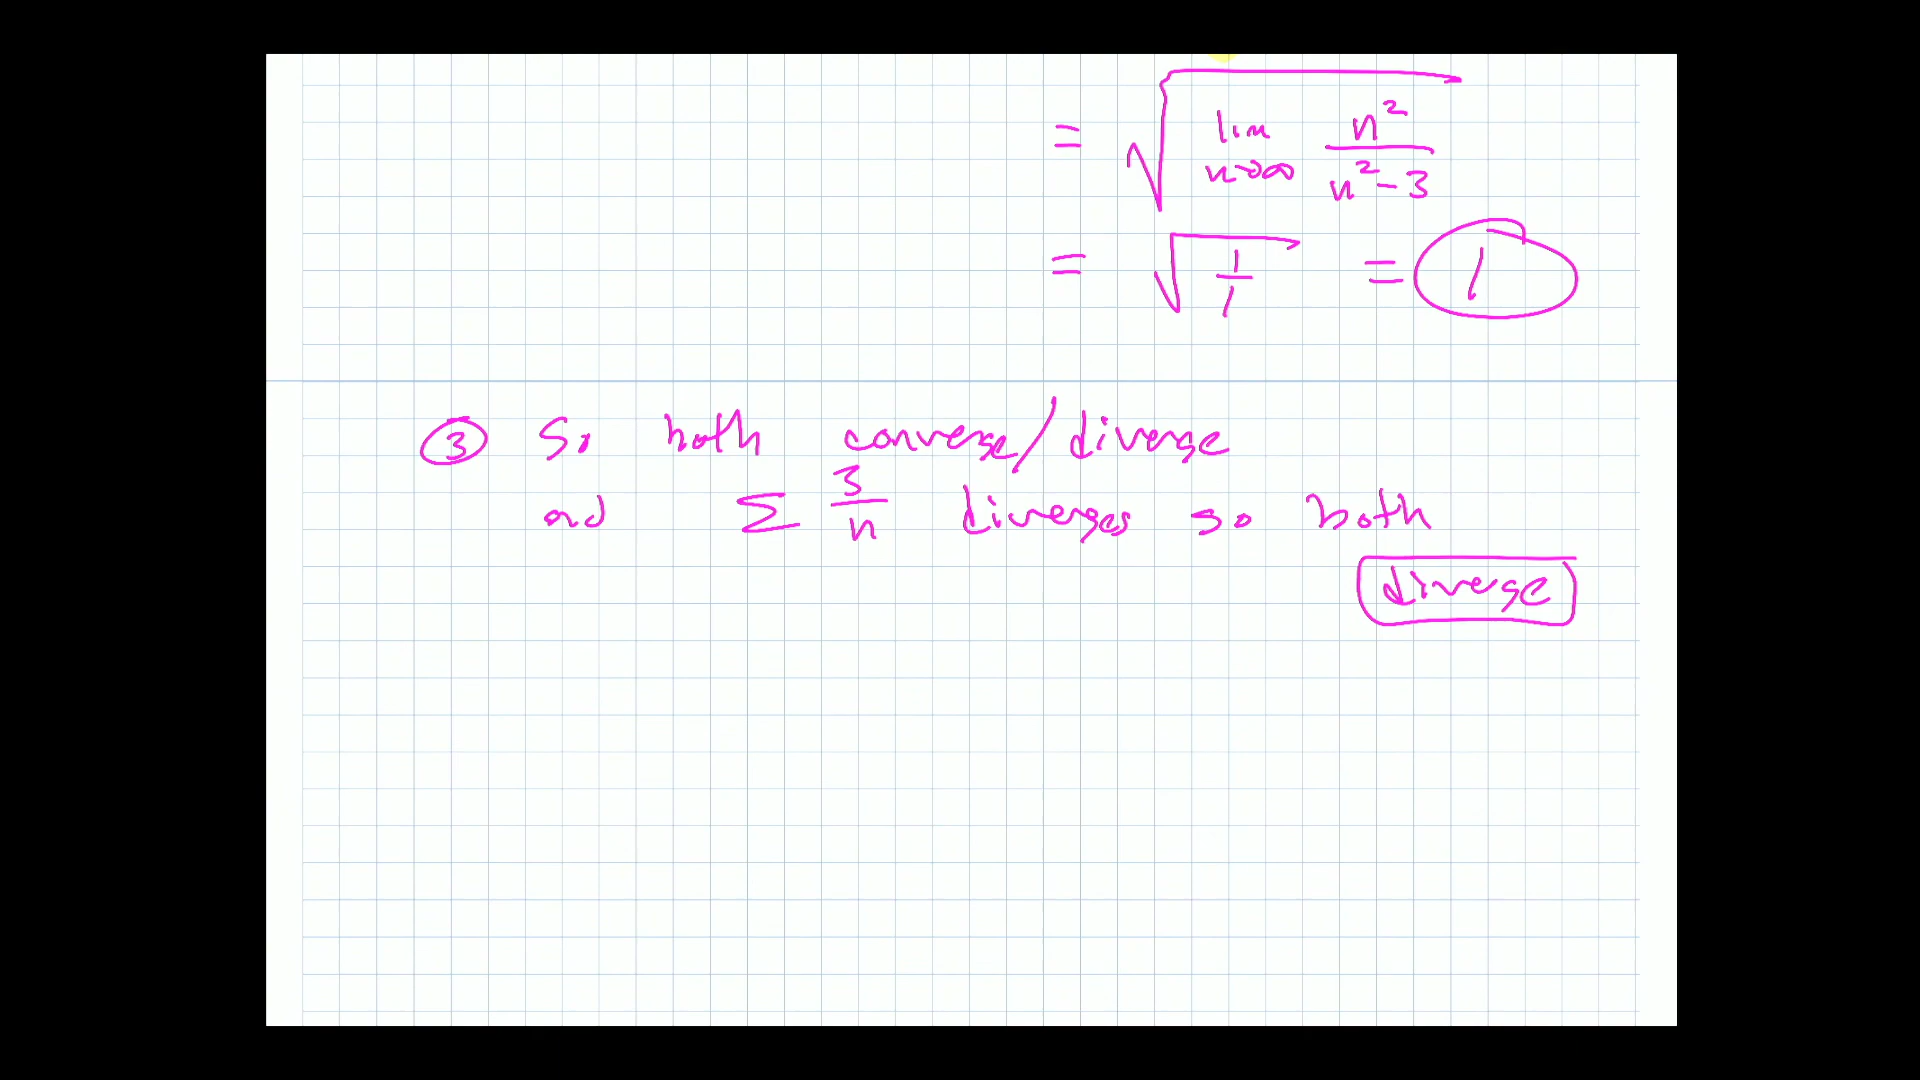 = √(lim n→∞ n²/(n²-3))
= √(1/1) = 1
③ So both converge/diverge
and Σ 3/n diverges so both
diverge